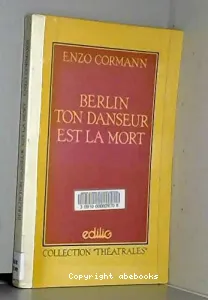 ENZO CORMANN
BERLIN
TON DANSEUR
EST LA MORT
edilig
COLLECTION "THÉATRALES"
Copyright abebooks